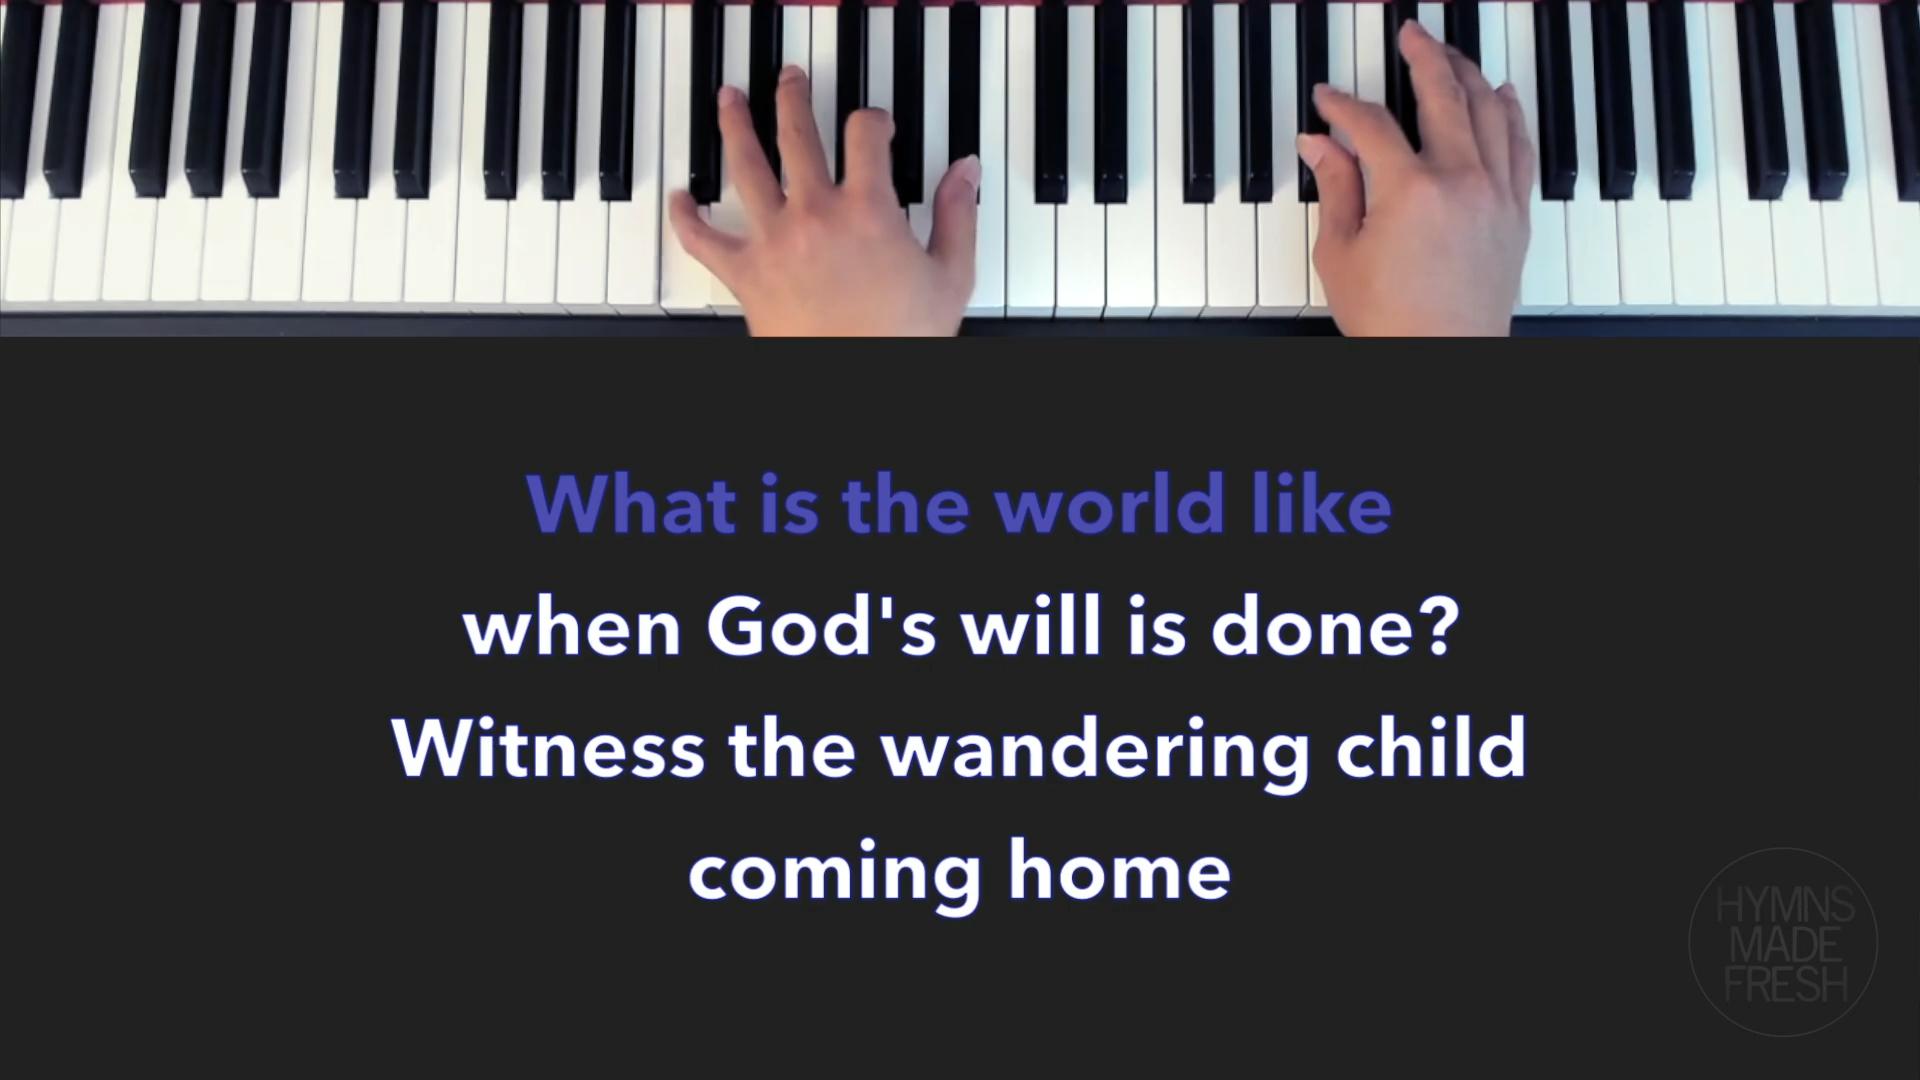 What is the world like
when God's will is done?
Witness the wandering child
coming home
HYMNS
MADE
FRESH